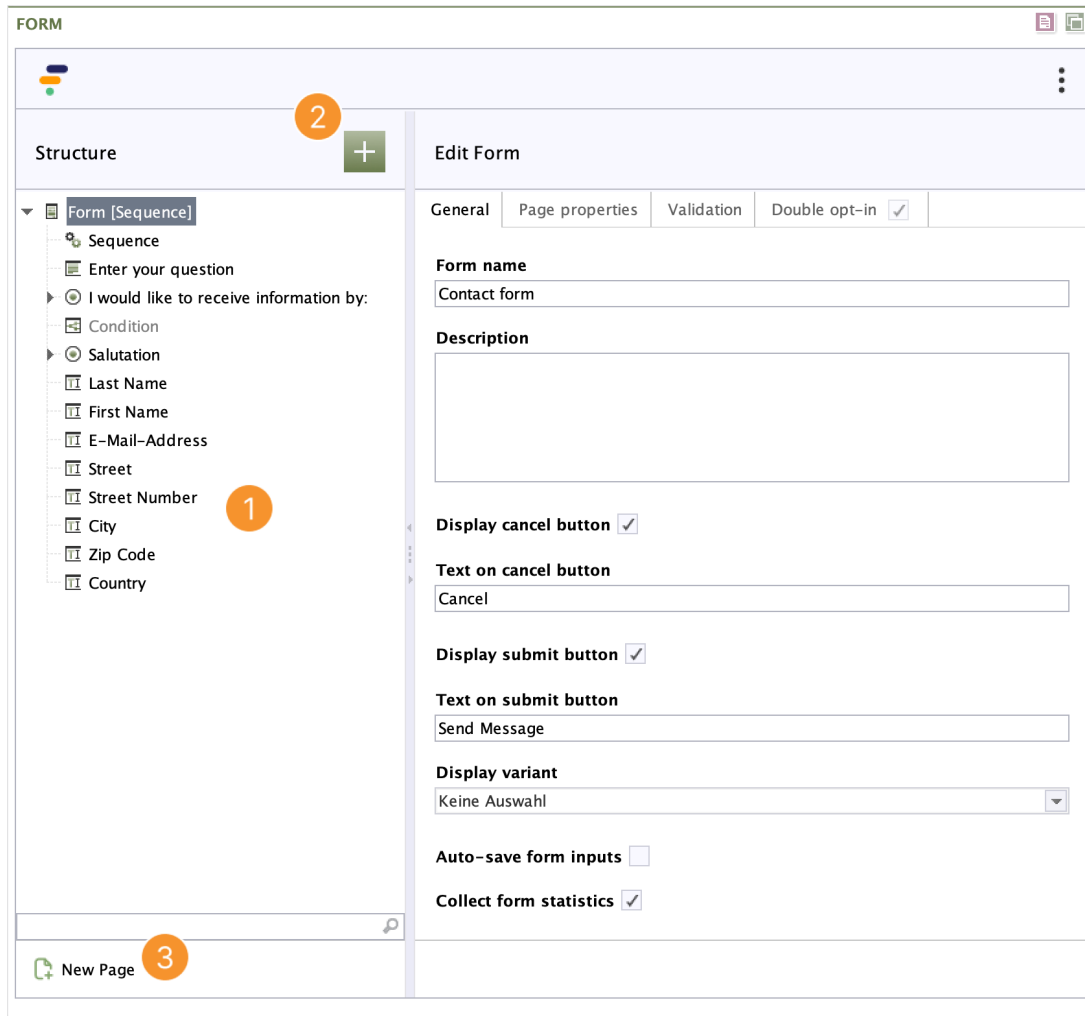 FORM
2
Structure
Edit Form
Form [Sequence]
Sequence
Enter your question
I would like to receive information by:
Condition
Salutation
Last Name
First Name
E-Mail-Address
Street
Street Number
City
Zip Code
Country
1
New Page
3
General
Page properties
Validation
Double opt-in
Form name
Contact form
Description
Display cancel button
Text on cancel button
Cancel
Display submit button
Text on submit button
Send Message
Display variant
Keine Auswahl
Auto-save form inputs
Collect form statistics